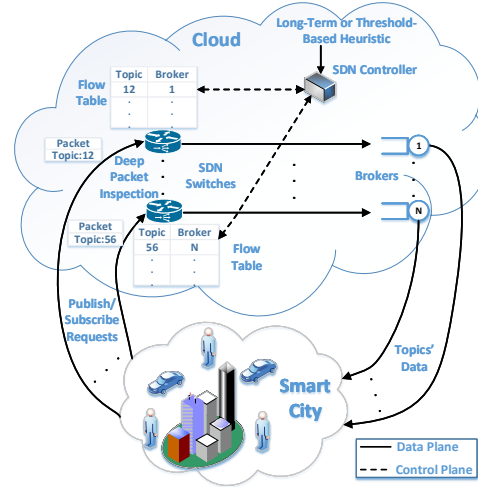 Cloud
Long-Term or Threshold-
Based Heuristic
SDN Controller
Flow
Table
Topic Broker
12 1
Packet
Topic:12
Deep
Packet
Inspection
SDN
Switches
Brokers
1
N
Packet
Topic:56
Topic Broker
56 N
Flow
Table
Publish/
Subscribe
Requests
Topics'
Data
Smart
City
Data Plane
Control Plane